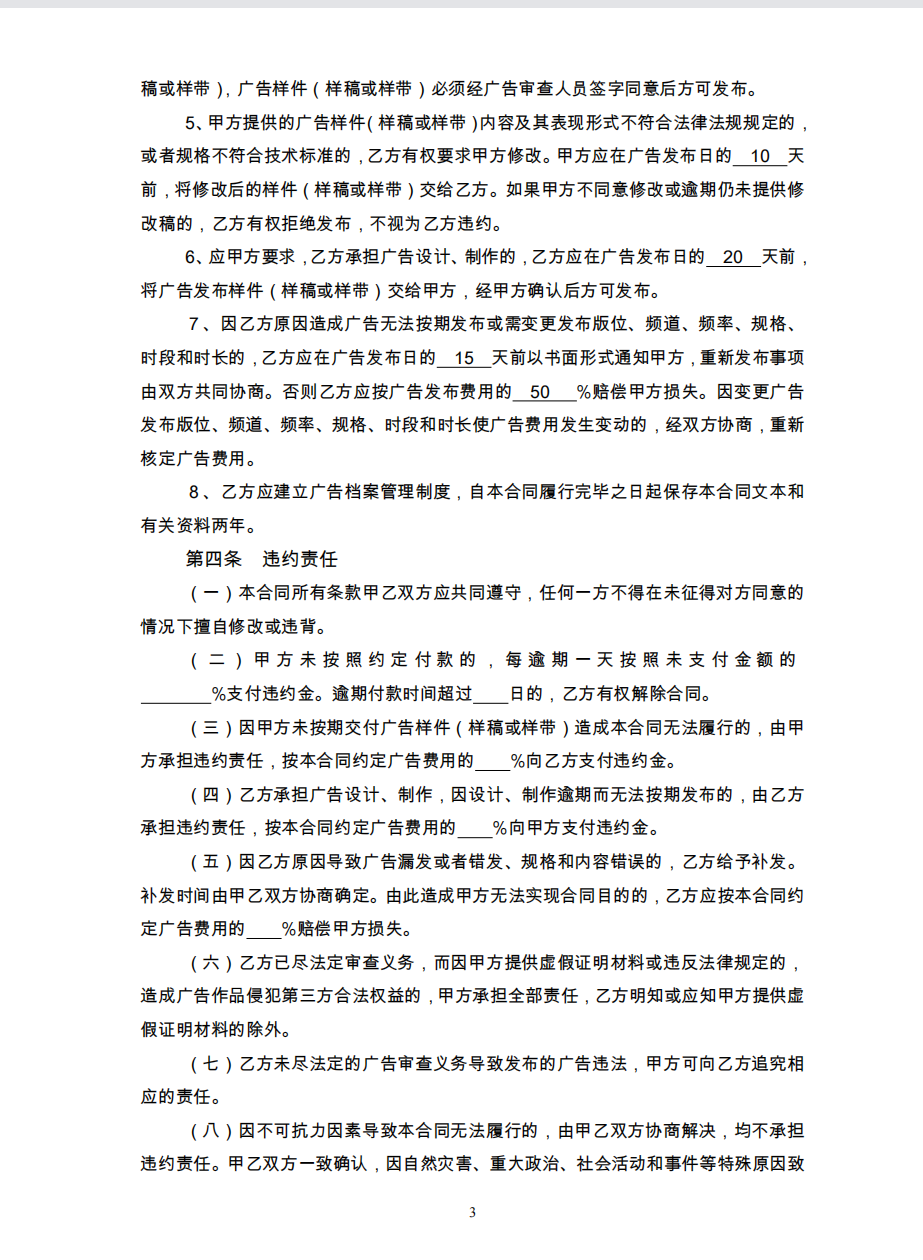 稿或样带），广告样件（样稿或样带）必须经广告审查人员签字同意后方可发布。
5、甲方提供的广告样件（样稿或样带）内容及其表现形式不符合法律法规规定的，
或者规格不符合技术标准的，乙方有权要求甲方修改。甲方应在广告发布日的__10__天
前，将修改后的样件（样稿或样带）交给乙方。如果甲方不同意修改或逾期仍未提供修
改稿的，乙方有权拒绝发布，不视为乙方违约。
6、应甲方要求，乙方承担广告设计、制作的，乙方应在广告发布日的__20__天前，
将广告发布样件（样稿或样带）交给甲方，经甲方确认后方可发布。
7、因乙方原因造成广告无法按期发布或需变更发布版位、频道、频率、规格、
时段和时长的，乙方应在广告发布日的__15__天前以书面形式通知甲方，重新发布事项
由双方共同协商。否则乙方应按广告发布费用的__50__%赔偿甲方损失。因变更广告
发布版位、频道、频率、规格、时段和时长使广告费用发生变动的，经双方协商，重新
核定广告费用。
8、乙方应建立广告档案管理制度，自本合同履行完毕之日起保存本合同文本和
有关资料两年。
第四条　违约责任
（一）本合同所有条款甲乙双方应共同遵守，任何一方不得在未征得对方同意的
情况下擅自修改或违背。
（二）甲方未按照约定付款的，每逾期一天按照未支付金额的
________%支付违约金。逾期付款时间超过____日的，乙方有权解除合同。
（三）因甲方未按期交付广告样件（样稿或样带）造成本合同无法履行的，由甲
方承担违约责任，按本合同约定广告费用的____%向乙方支付违约金。
（四）乙方承担广告设计、制作，因设计、制作逾期而无法按期发布的，由乙方
承担违约责任，按本合同约定广告费用的____%向甲方支付违约金。
（五）因乙方原因导致广告漏发或者错发、规格和内容错误的，乙方给予补发。
补发时间由甲乙双方协商确定。由此造成甲方无法实现合同目的的，乙方应按本合同约
定广告费用的____%赔偿甲方损失。
（六）乙方已尽法定审查义务，而因甲方提供虚假证明材料或违反法律规定的，
造成广告作品侵犯第三方合法权益的，甲方承担全部责任，乙方明知或应知甲方提供虚
假证明材料的除外。
（七）乙方未尽法定的广告审查义务导致发布的广告违法，甲方可向乙方追究相
应的责任。
（八）因不可抗力因素导致本合同无法履行的，由甲乙双方协商解决，均不承担
违约责任。甲乙双方一致确认，因自然灾害、重大政治、社会活动和事件等特殊原因致
3